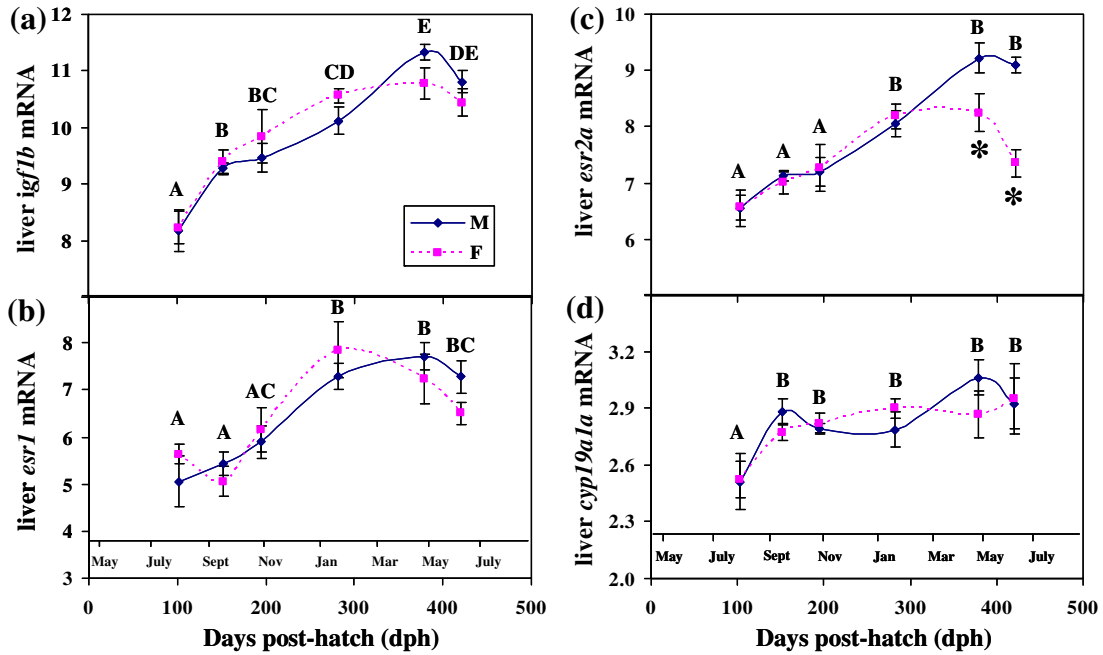 (a)
liver igf1b mRNA
12
11
10
9
8
A
B
BC
CD
E
DE
M
F
(b)
liver esr1 mRNA
8
7
6
5
4
3
A
A
AC
B
B
BC
May July Sept Nov Jan Mar May July
0 100 200 300 400 500
Days post-hatch (dph)
(c)
liver esr2a mRNA
10
9
8
7
6
A
A
A
B
B
B
*
*
(d)
liver cyp19a1a mRNA
3.2
2.9
2.6
2.3
2.0
A
B
B
B
B
B
May July Sept Nov Jan Mar May July
0 100 200 300 400 500
Days post-hatch (dph)